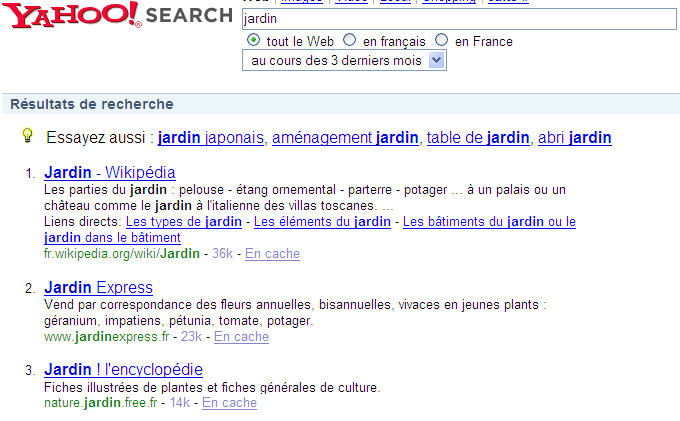 Web | Images | Video | Local | Shopping | suite »
YAHOO! SEARCH
jardin
tout le Web en français en France
au cours des 3 derniers mois
Résultats de recherche
Essayez aussi : jardin japonais, aménagement jardin, table de jardin, abri jardin
1. Jardin - Wikipédia
Les parties du jardin : pelouse - étang ornemental - parterre - potager ... à un palais ou un
château comme le jardin à l'italienne des villas toscanes. ...
Liens directs: Les types de jardin - Les éléments du jardin - Les bâtiments du jardin ou le
jardin dans le bâtiment
fr.wikipedia.org/wiki/Jardin - 36k - En cache
2. Jardin Express
Vend par correspondance des fleurs annuelles, bisannuelles, vivaces en jeunes plants :
géranium, impatiens, pétunia, tomate, potager.
www.jardinexpress.fr - 23k - En cache
3. Jardin ! l'encyclopédie
Fiches illustrées de plantes et fiches générales de culture.
nature.jardin.free.fr - 14k - En cache